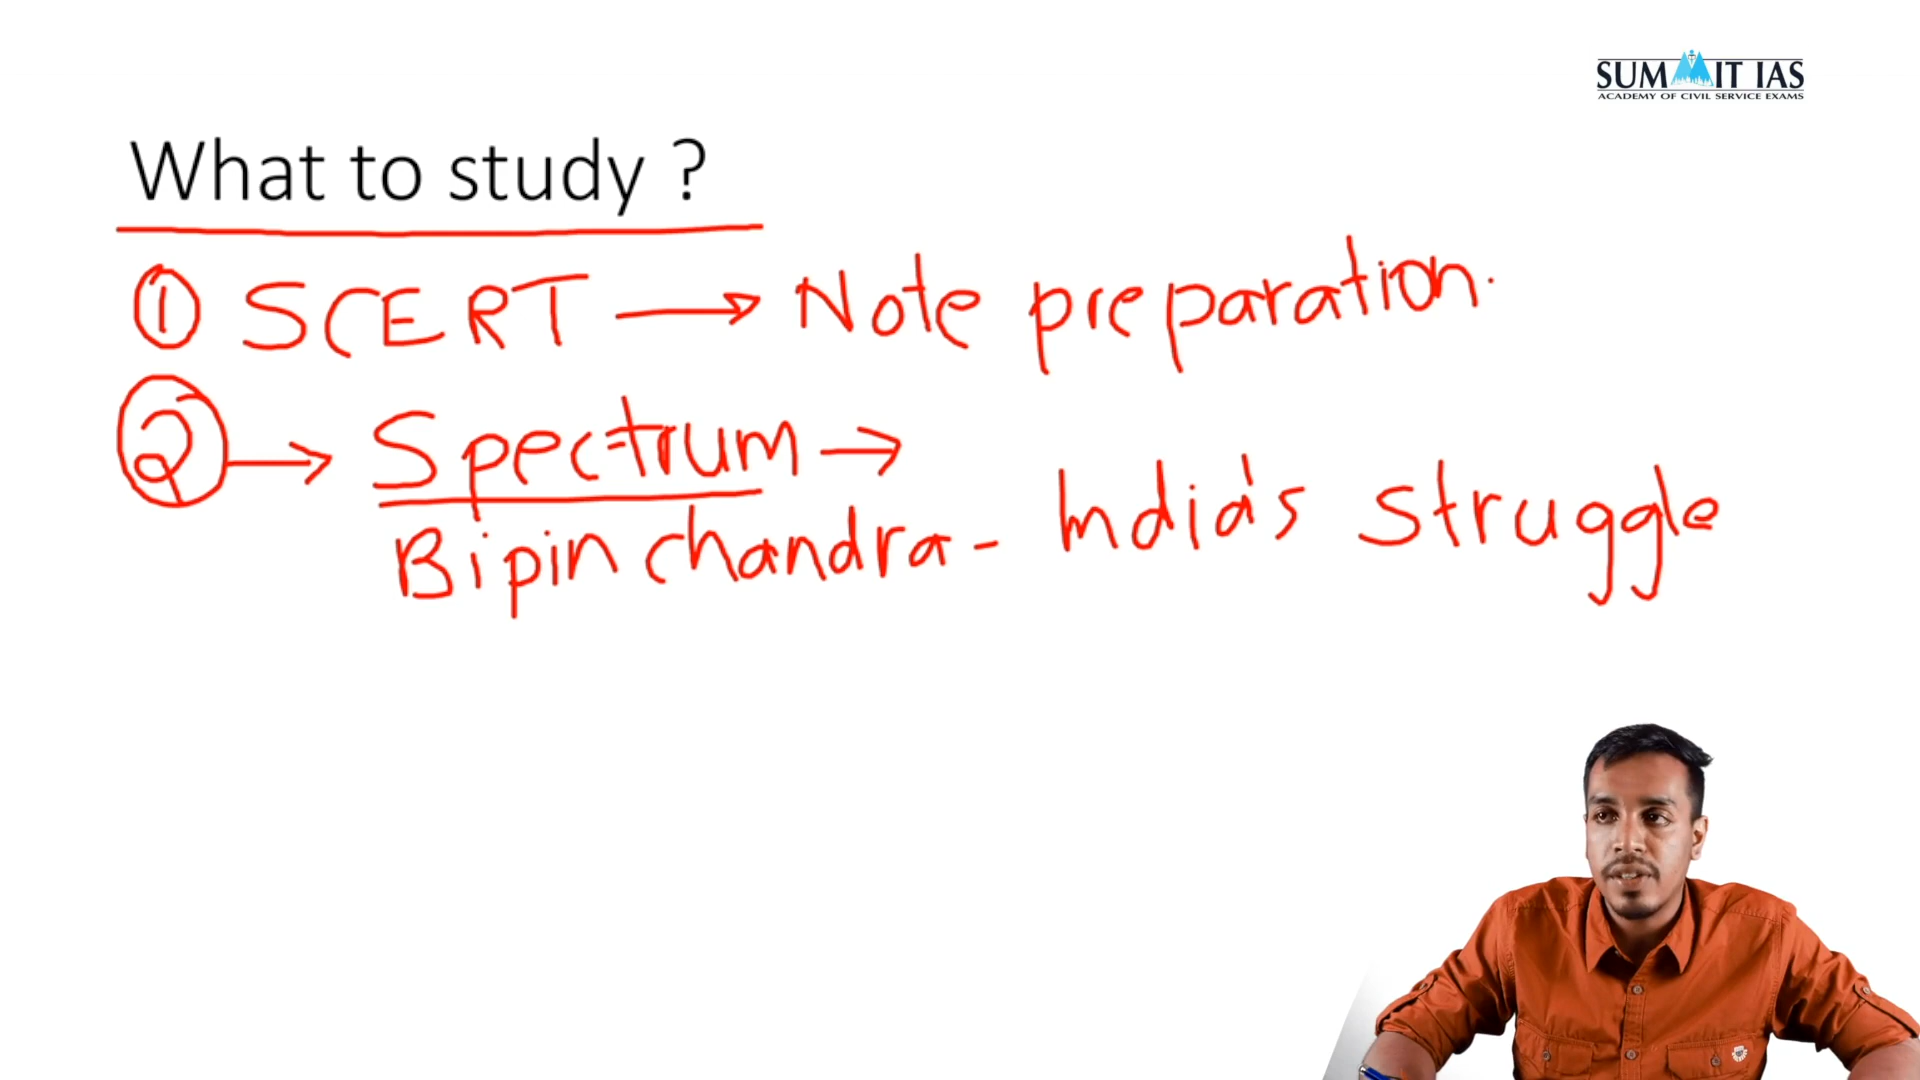 SUMMIT IAS
ACADEMY OF CIVIL SERVICE EXAMS
What to study ?
① SCERT → Note preparation.
② → Spectrum →
Bipin chandra - India's struggle